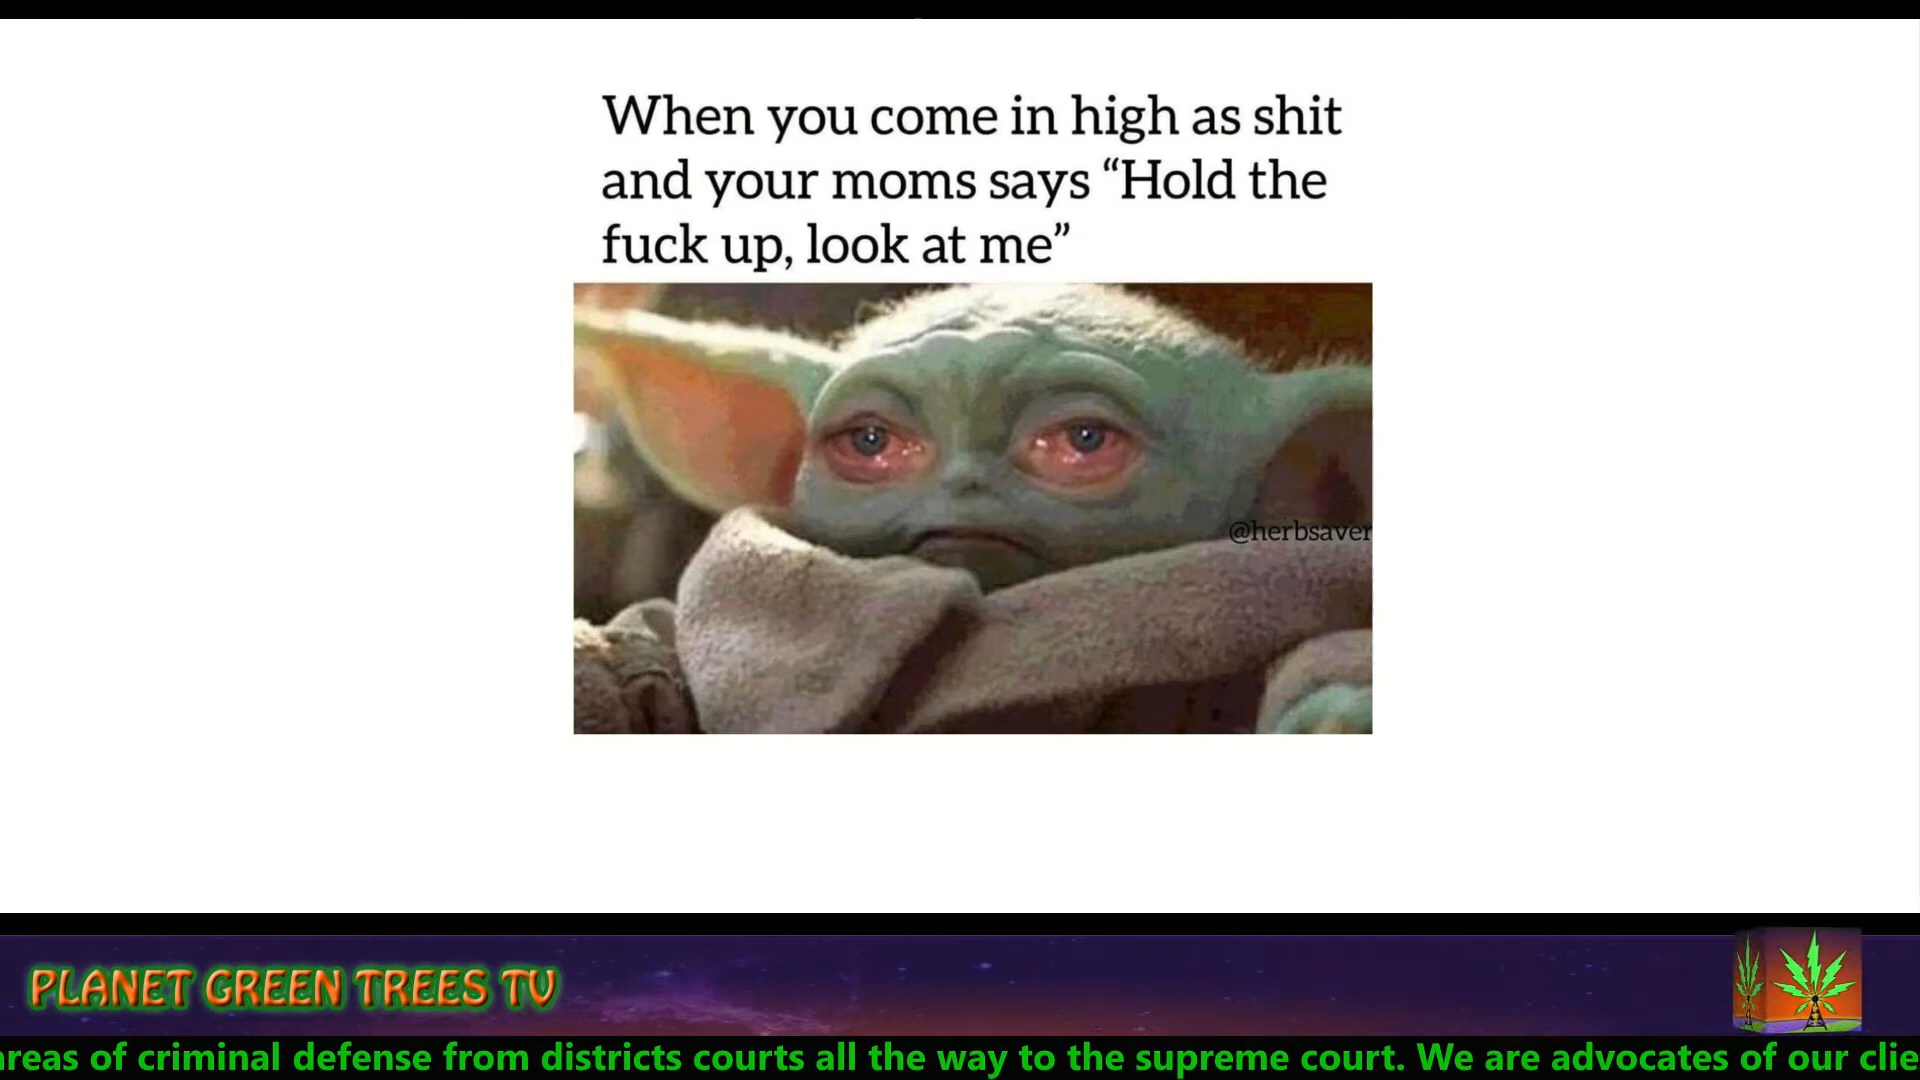 When you come in high as shit
and your moms says “Hold the
fuck up, look at me”
@herbsaver
PLANET GREEN TREES TV
areas of criminal defense from districts courts all the way to the supreme court. We are advocates of our clie